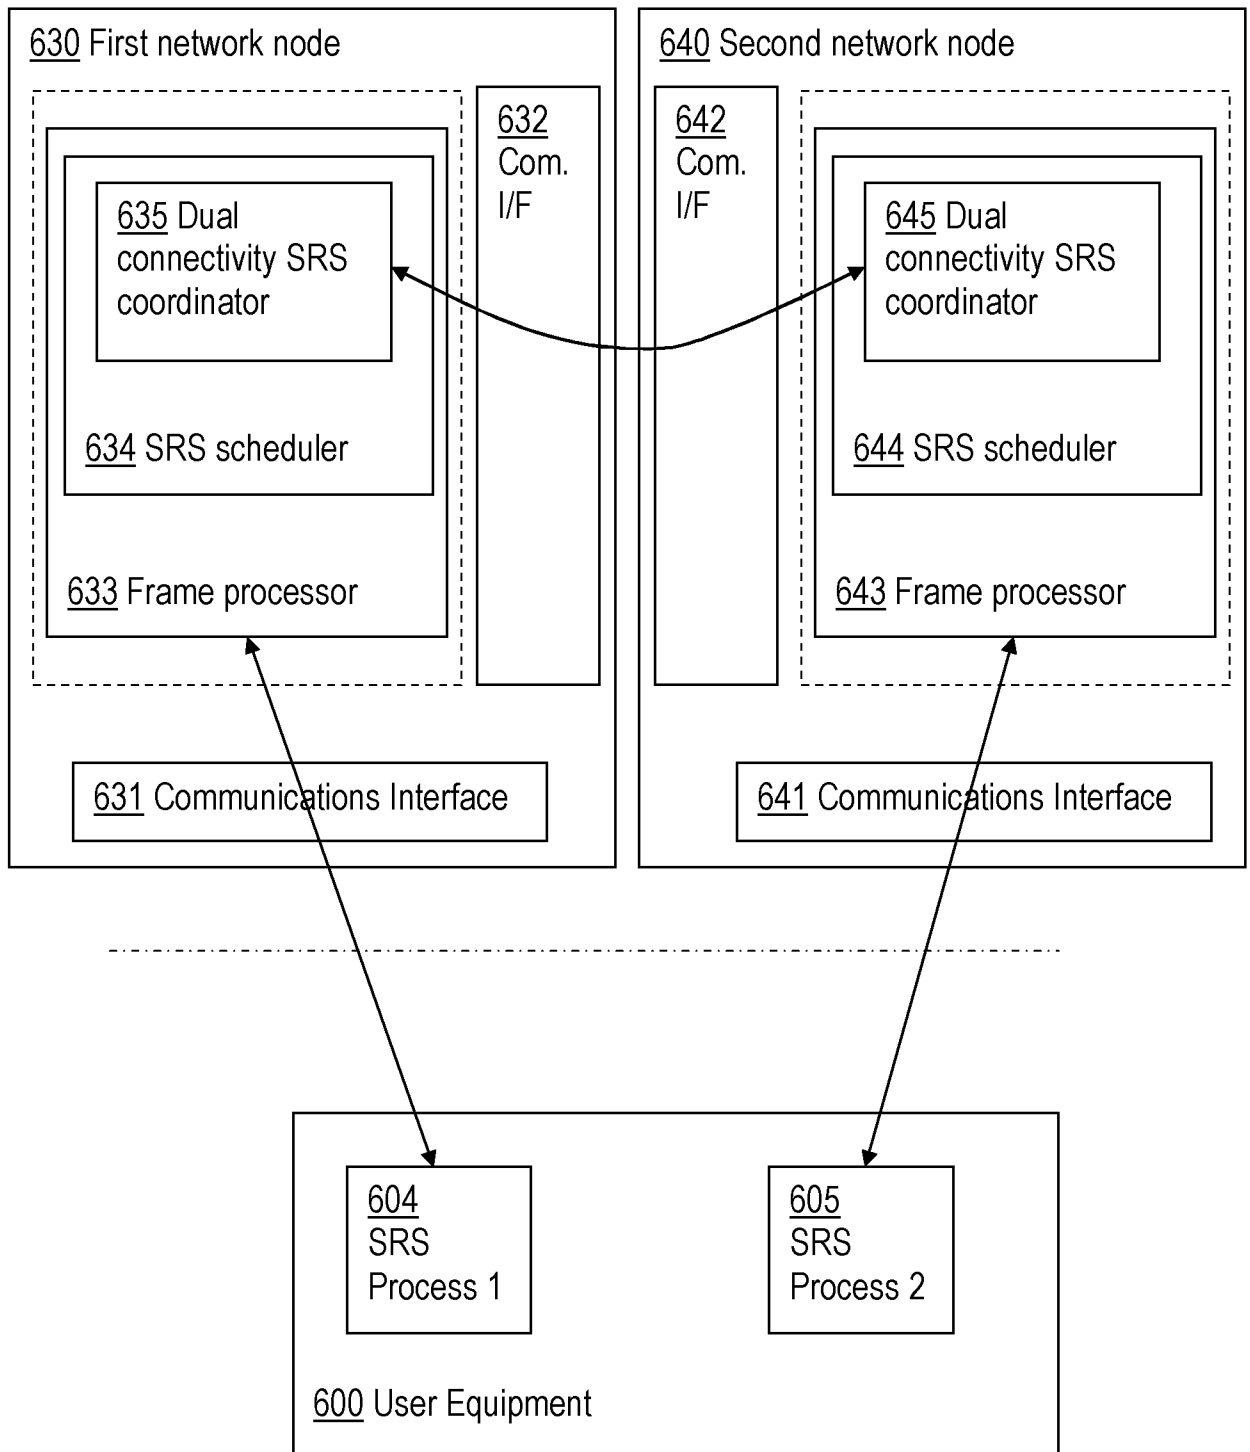 630 First network node
632
Com.
I/F
635 Dual
connectivity SRS
coordinator
634 SRS scheduler
633 Frame processor
631 Communications Interface
640 Second network node
642
Com.
I/F
645 Dual
connectivity SRS
coordinator
644 SRS scheduler
643 Frame processor
641 Communications Interface
604
SRS
Process 1
605
SRS
Process 2
600 User Equipment